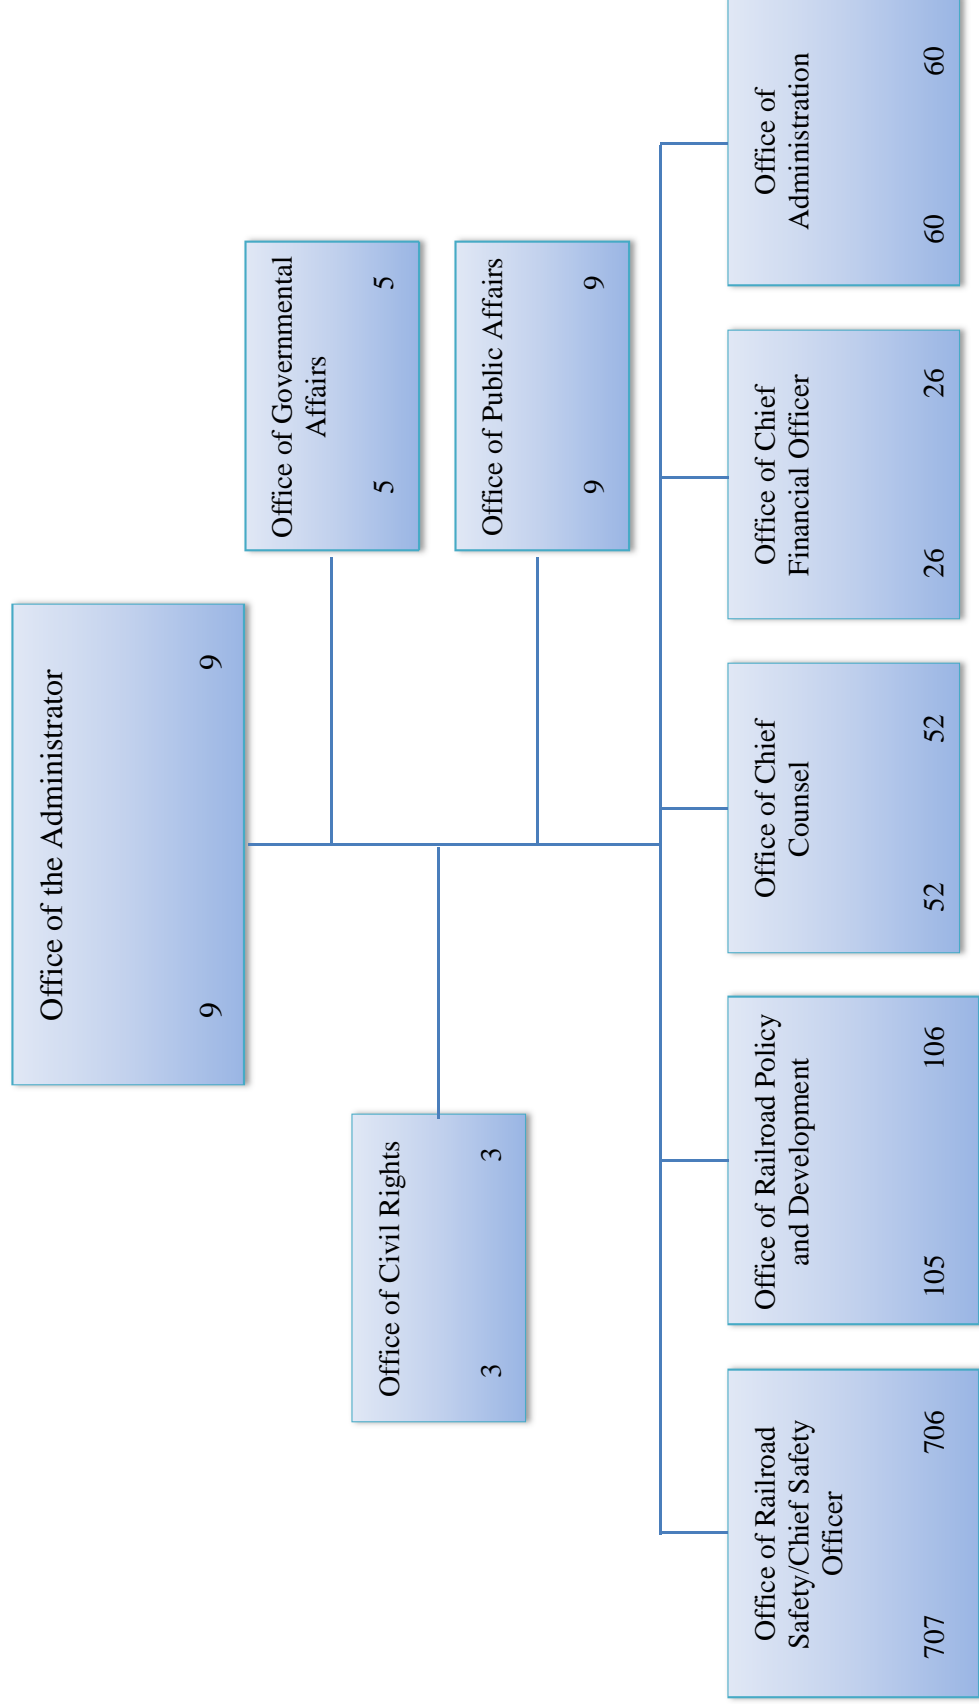 Office of the Administrator
9 9
Office of Governmental
Affairs
5 5
Office of Civil Rights
3 3
Office of Public Affairs
9 9
Office of Railroad
Safety/Chief Safety
Officer
707 706
Office of Railroad Policy
and Development
105 106
Office of Chief
Counsel
52 52
Office of Chief
Financial Officer
26 26
Office of
Administration
60 60